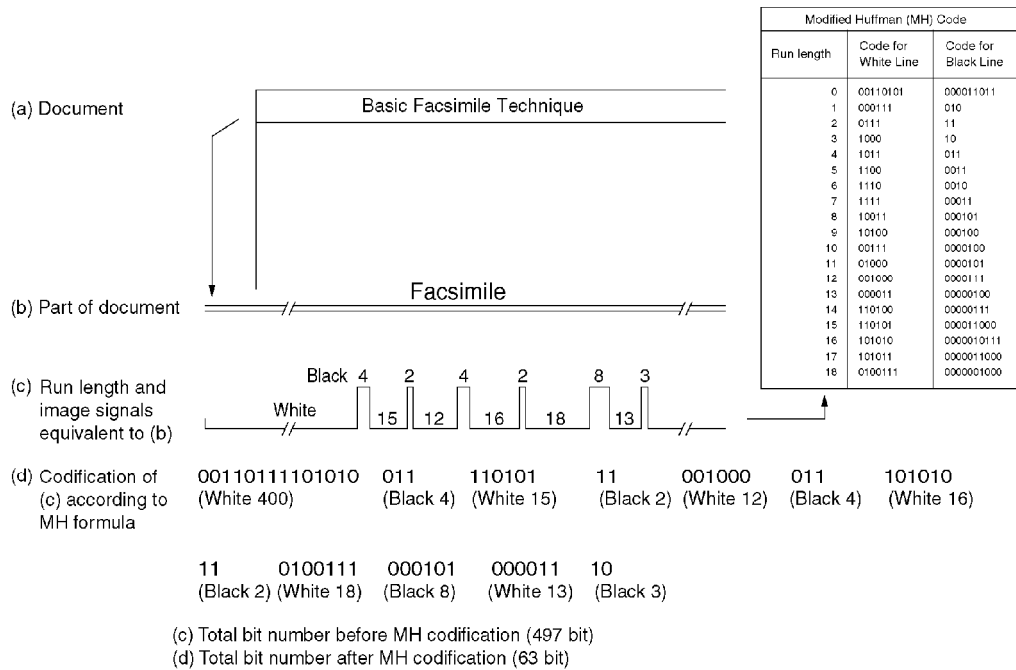 Modified Huffman (MH) Code
Run length Code for White Line Code for Black Line
0 00110101 000011011
1 000111 010
2 0111 11
3 1000 10
4 1011 011
5 1100 0011
6 1110 0010
7 1111 00011
8 10011 000101
9 10100 000100
10 00111 0000100
11 01000 0000101
12 001000 0000111
13 000011 00000100
14 110100 00000111
15 110101 000011000
16 101010 0000010111
17 101011 0000011000
18 0100111 0000001000
(a) Document
Basic Facsimile Technique
(b) Part of document
Facsimile
(c) Run length and
image signals
equivalent to (b)
Black 4 2 4 2 8 3
White 15 12 16 18 13
(d) Codification of
(c) according to
MH formula
00110111101010 011 110101 11 001000 011 101010
(White 400) (Black 4) (White 15) (Black 2) (White 12) (Black 4) (White 16)
11 0100111 000101 000011 10
(Black 2) (White 18) (Black 8) (White 13) (Black 3)
(c) Total bit number before MH codification (497 bit)
(d) Total bit number after MH codification (63 bit)